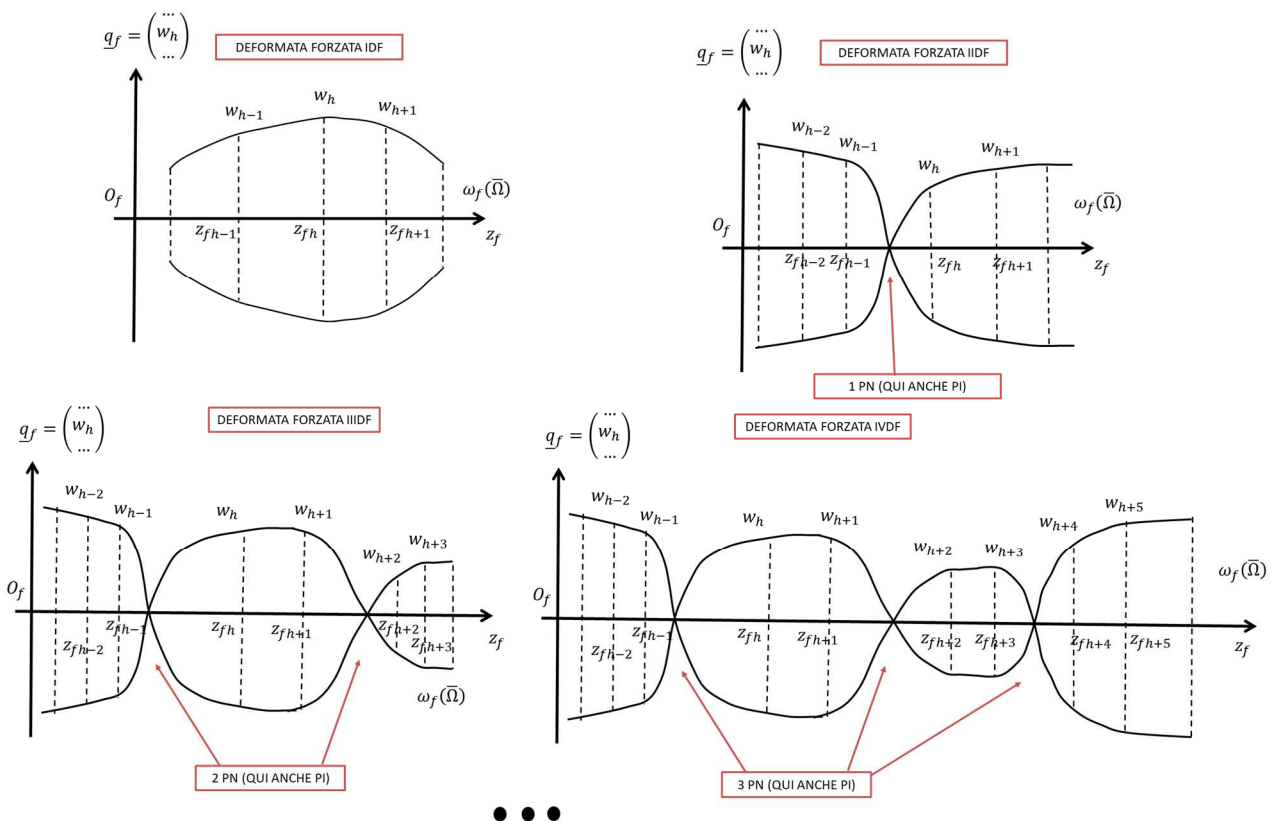 q_f = (... w_h ...)
DEFORMATA FORZATA IDF
w_{h-1} w_h w_{h+1}
O_f
ω_f(Ω̅)
z_{fh-1} z_{fh} z_{fh+1} z_f
q_f = (... w_h ...)
DEFORMATA FORZATA IIDF
w_{h-2} w_{h-1} w_h w_{h+1}
O_f
ω_f(Ω̅)
z_{fh-2} z_{fh-1} z_{fh} z_{fh+1} z_f
1 PN (QUI ANCHE PI)
q_f = (... w_h ...)
DEFORMATA FORZATA IIIDF
w_{h-2} w_{h-1} w_h w_{h+1} w_{h+2} w_{h+3}
O_f
z_{fh-2} z_{fh-1} z_{fh} z_{fh+1} z_{fh+2} z_{fh+3} z_f
ω_f(Ω̅)
2 PN (QUI ANCHE PI)
q_f = (... w_h ...)
DEFORMATA FORZATA IVDF
w_{h-2} w_{h-1} w_h w_{h+1} w_{h+2} w_{h+3} w_{h+4} w_{h+5}
O_f
ω_f(Ω̅)
z_{fh-2} z_{fh-1} z_{fh} z_{fh+1} z_{fh+2} z_{fh+3} z_{fh+4} z_{fh+5} z_f
3 PN (QUI ANCHE PI)